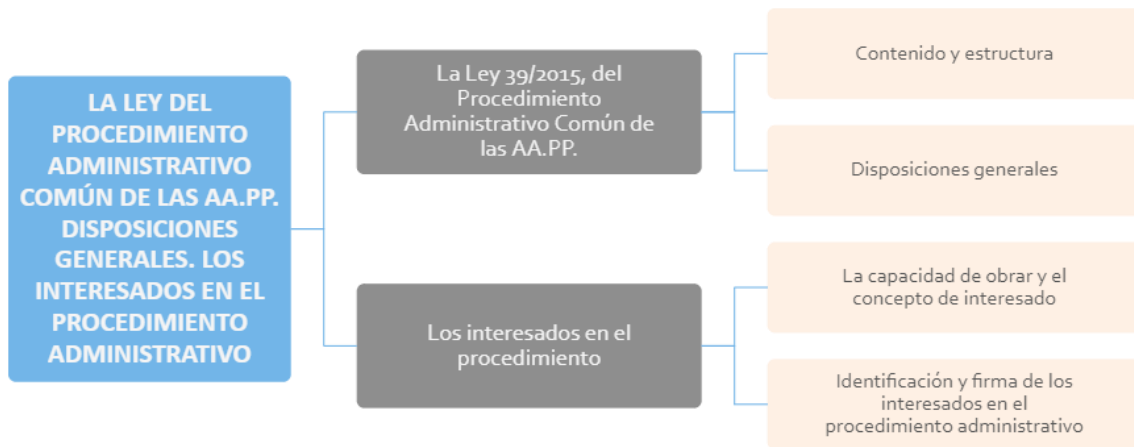 LA LEY DEL
PROCEDIMIENTO
ADMINISTRATIVO
COMÚN DE LAS AA.PP.
DISPOSICIONES
GENERALES. LOS
INTERESADOS EN EL
PROCEDIMIENTO
ADMINISTRATIVO
La Ley 39/2015, del
Procedimiento
Administrativo Común de
las AA.PP.
Contenido y estructura
Disposiciones generales
Los interesados en el
procedimiento
La capacidad de obrar y el
concepto de interesado
Identificación y firma de los
interesados en el
procedimiento administrativo